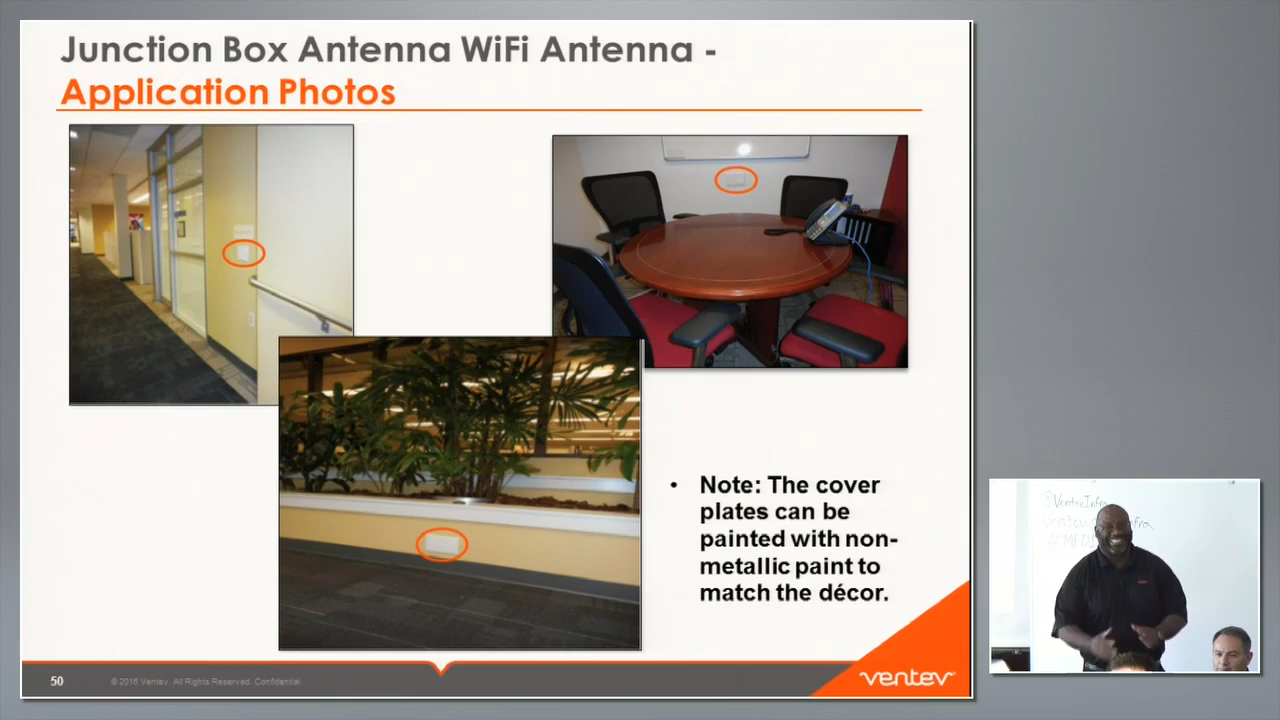 Junction Box Antenna WiFi Antenna -
Application Photos
• Note: The cover
plates can be
painted with non-
metallic paint to
match the décor.
50
© 2016 Ventev. All Rights Reserved. Confidential.
ventev
@VentevInfra